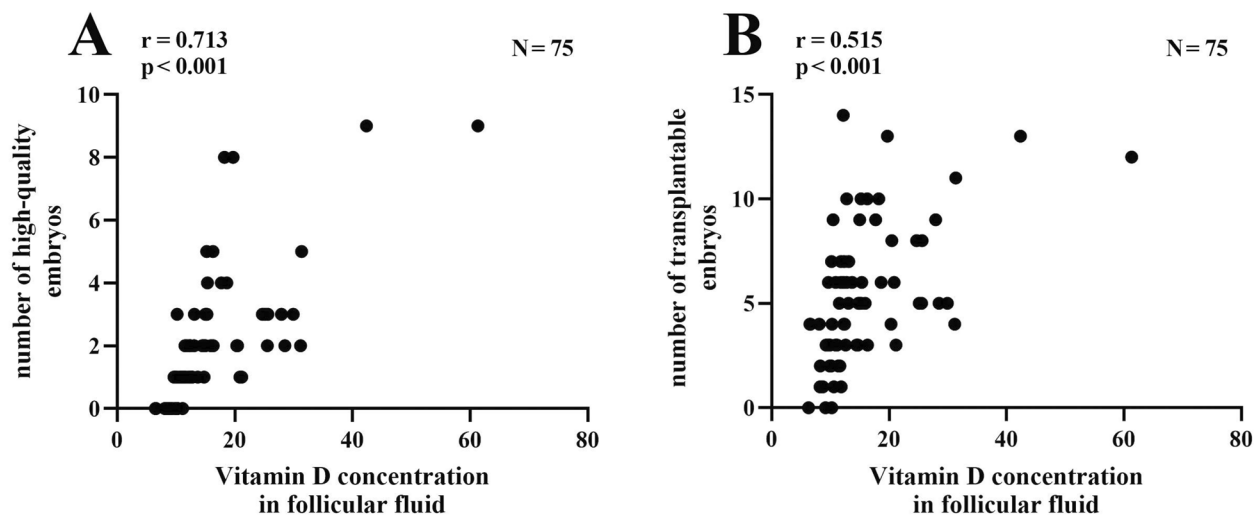 A
r = 0.713
p < 0.001
N = 75
10
8
6
4
2
0
number of high-quality
embryos
0 20 40 60 80
Vitamin D concentration
in follicular fluid
B
r = 0.515
p < 0.001
N = 75
15
10
5
0
number of transplantable
enbryos
0 20 40 60 80
Vitamin D concentration
in follicular fluid